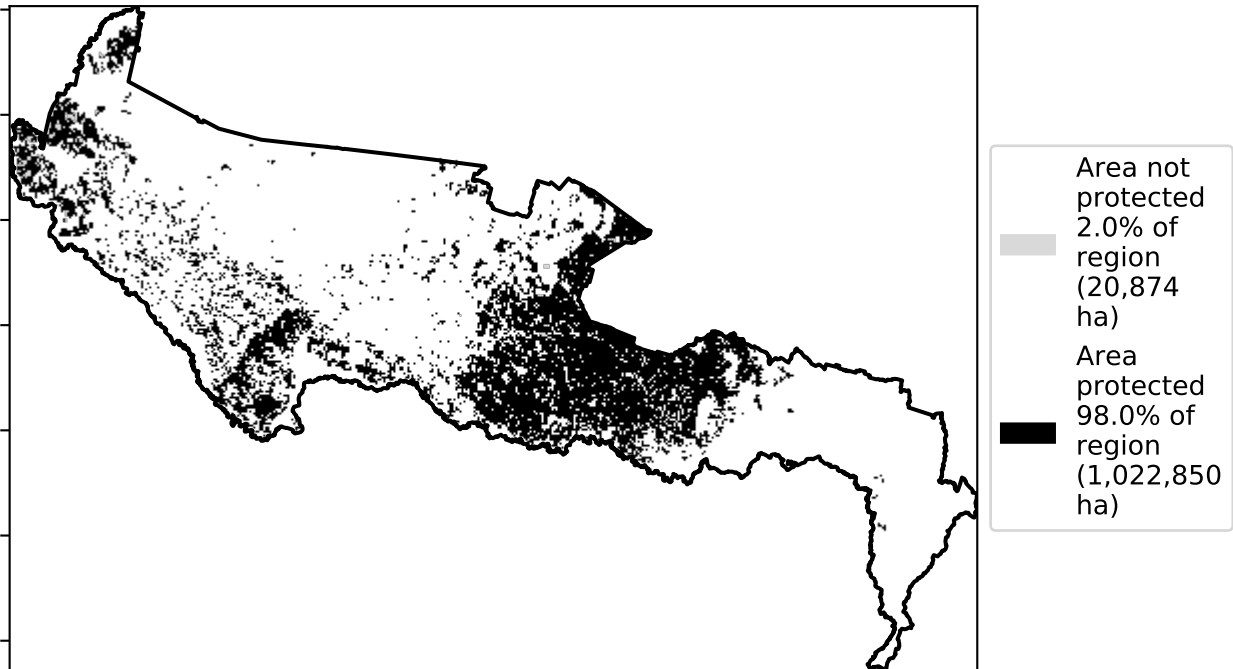 Area not
protected
2.0% of
region
(20,874
ha)
Area
protected
98.0% of
region
(1,022,850
ha)